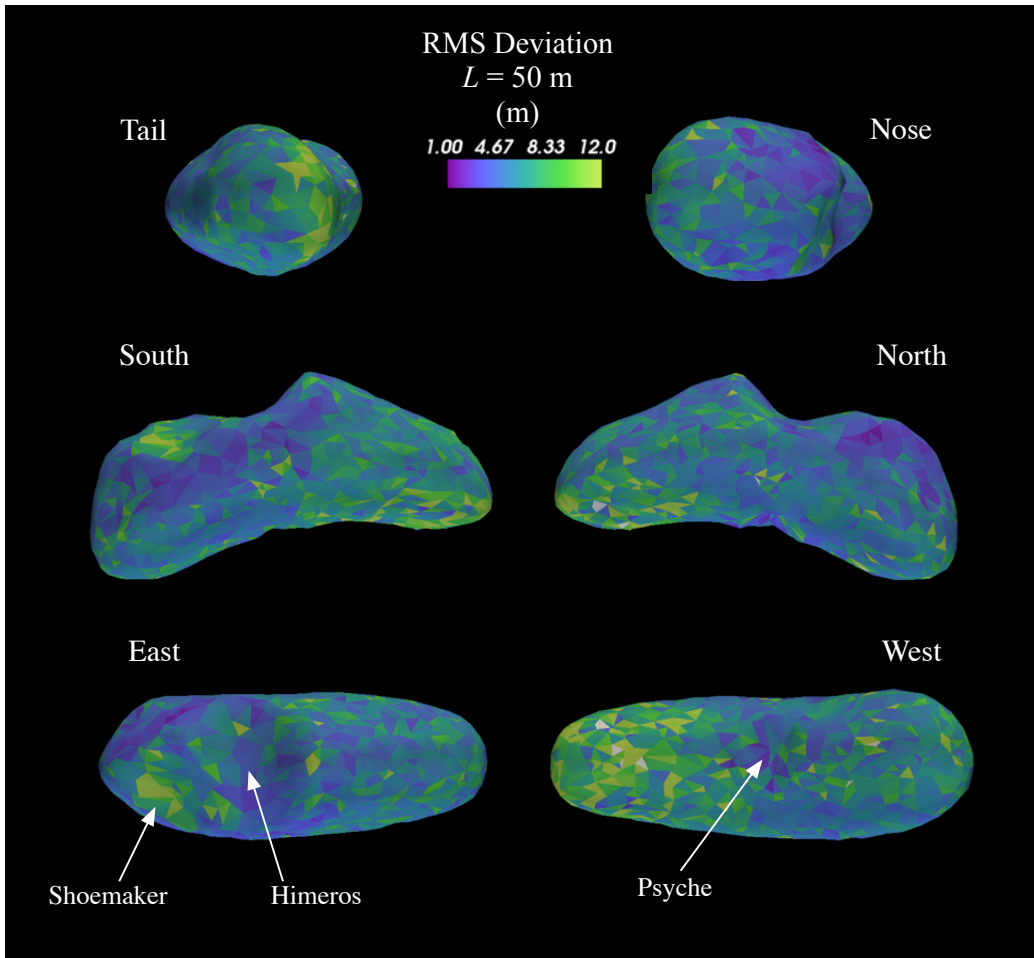 RMS Deviation
L = 50 m
(m)
1.00 4.67 8.33 12.0
Tail
Nose
South
North
East
West
Shoemaker
Himeros
Psyche